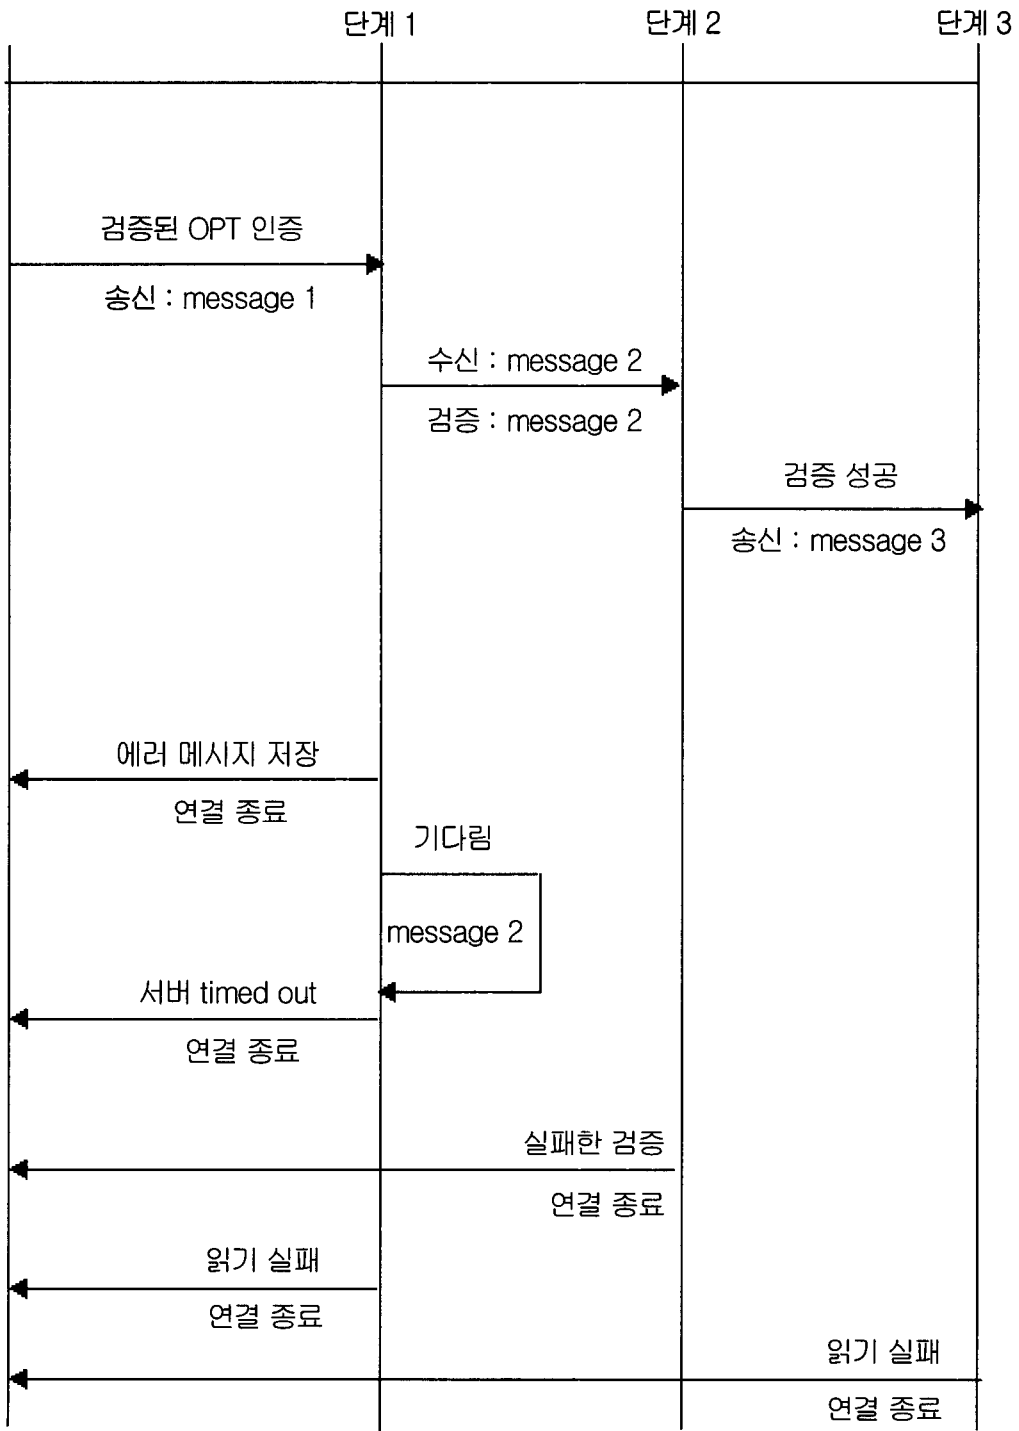 단계 1
단계 2
단계 3
검증된 OPT 인증
송신 : message 1
수신 : message 2
검증 : message 2
검증 성공
송신 : message 3
에러 메시지 저장
연결 종료
기다림
message 2
서버 timed out
연결 종료
실패한 검증
연결 종료
읽기 실패
연결 종료
읽기 실패
연결 종료